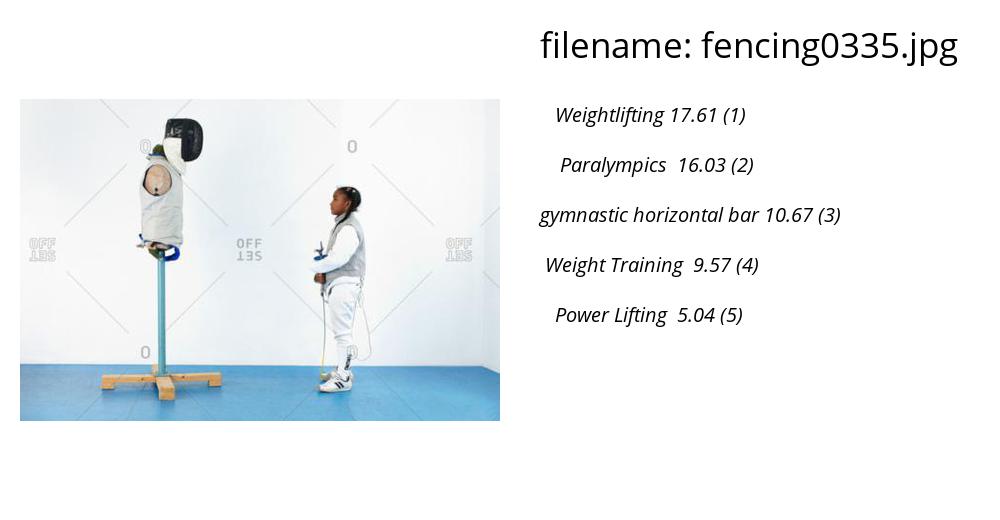 filename: fencing0335.jpg
Weightlifting 17.61 (1)
Paralympics 16.03 (2)
gymnastic horizontal bar 10.67 (3)
Weight Training 9.57 (4)
Power Lifting 5.04 (5)
O O
OFF OFF OFF
SET SET SET
O O